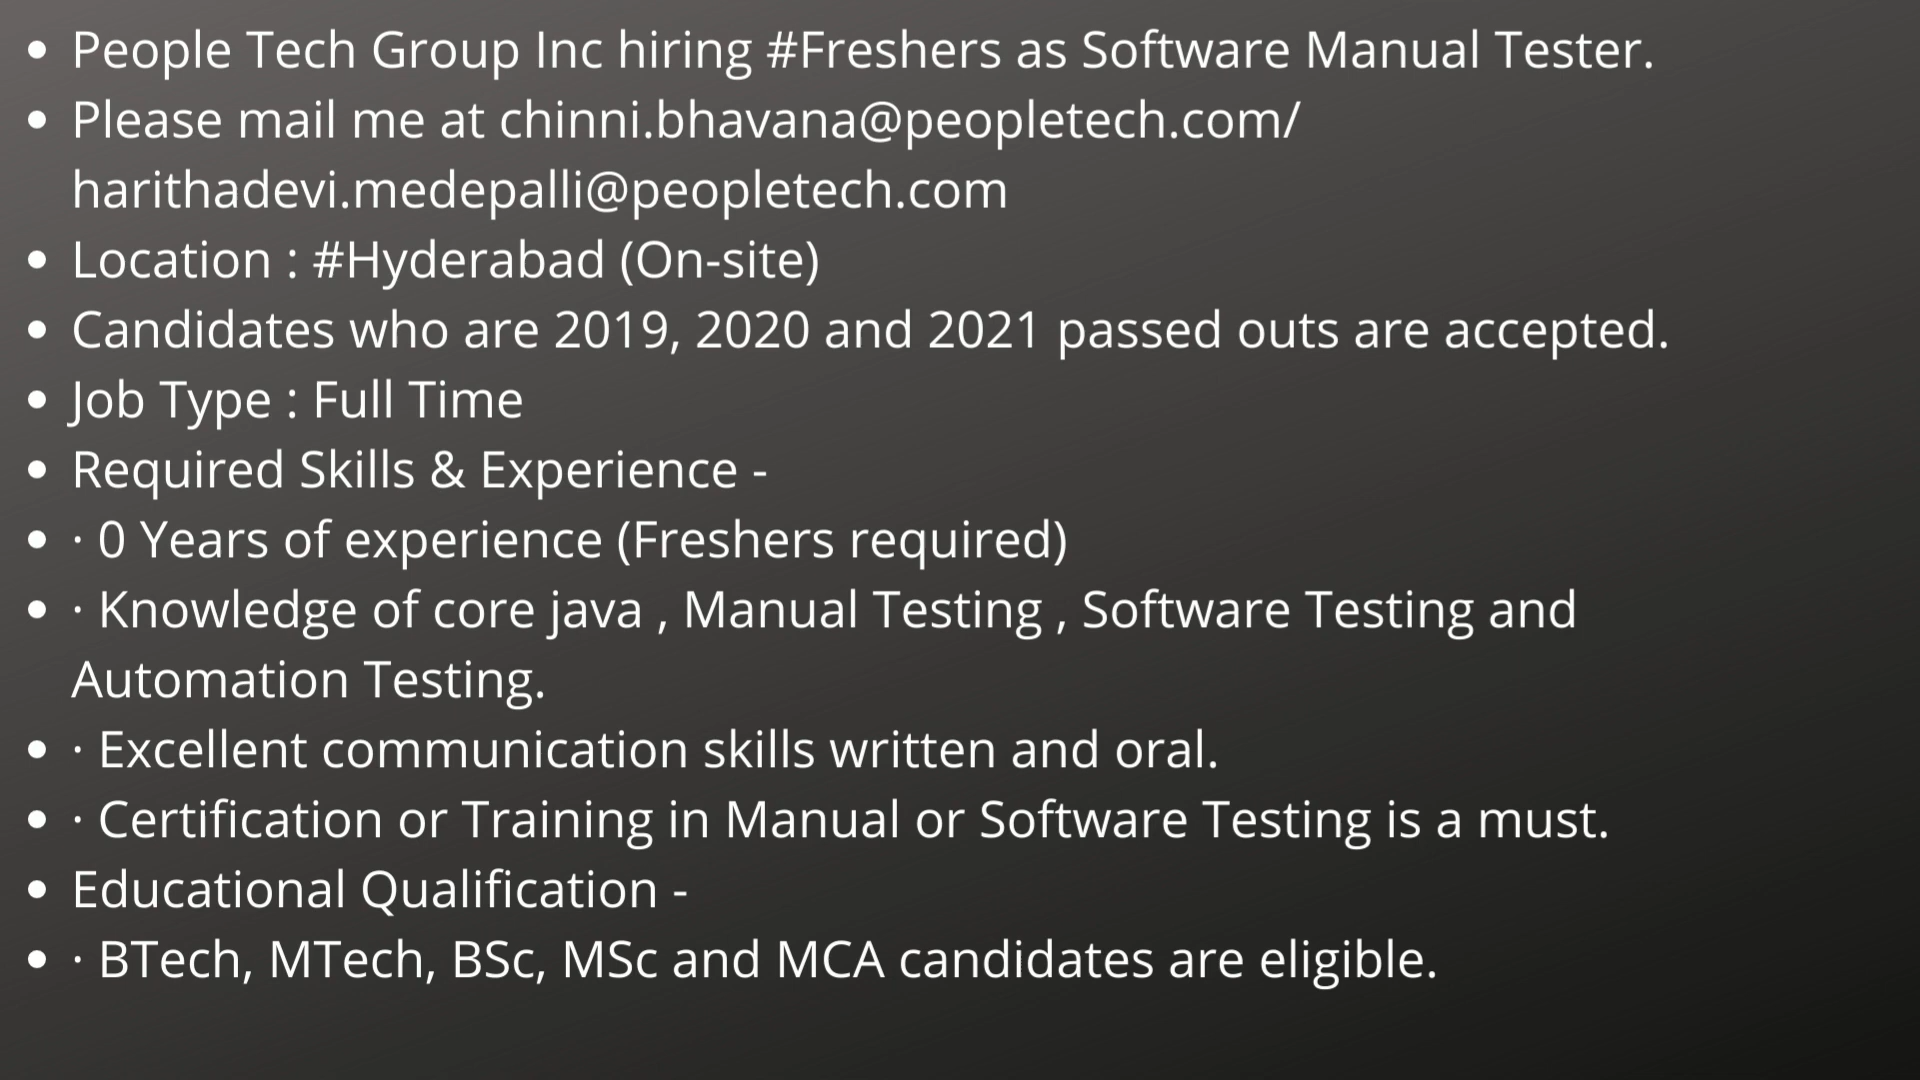 • People Tech Group Inc hiring #Freshers as Software Manual Tester.
• Please mail me at chinni.bhavana@peopletech.com/
harithadevi.medepalli@peopletech.com
• Location : #Hyderabad (On-site)
• Candidates who are 2019, 2020 and 2021 passed outs are accepted.
• Job Type : Full Time
• Required Skills & Experience -
• · 0 Years of experience (Freshers required)
• · Knowledge of core java , Manual Testing , Software Testing and
Automation Testing.
• · Excellent communication skills written and oral.
• · Certification or Training in Manual or Software Testing is a must.
• Educational Qualification -
• · BTech, MTech, BSc, MSc and MCA candidates are eligible.